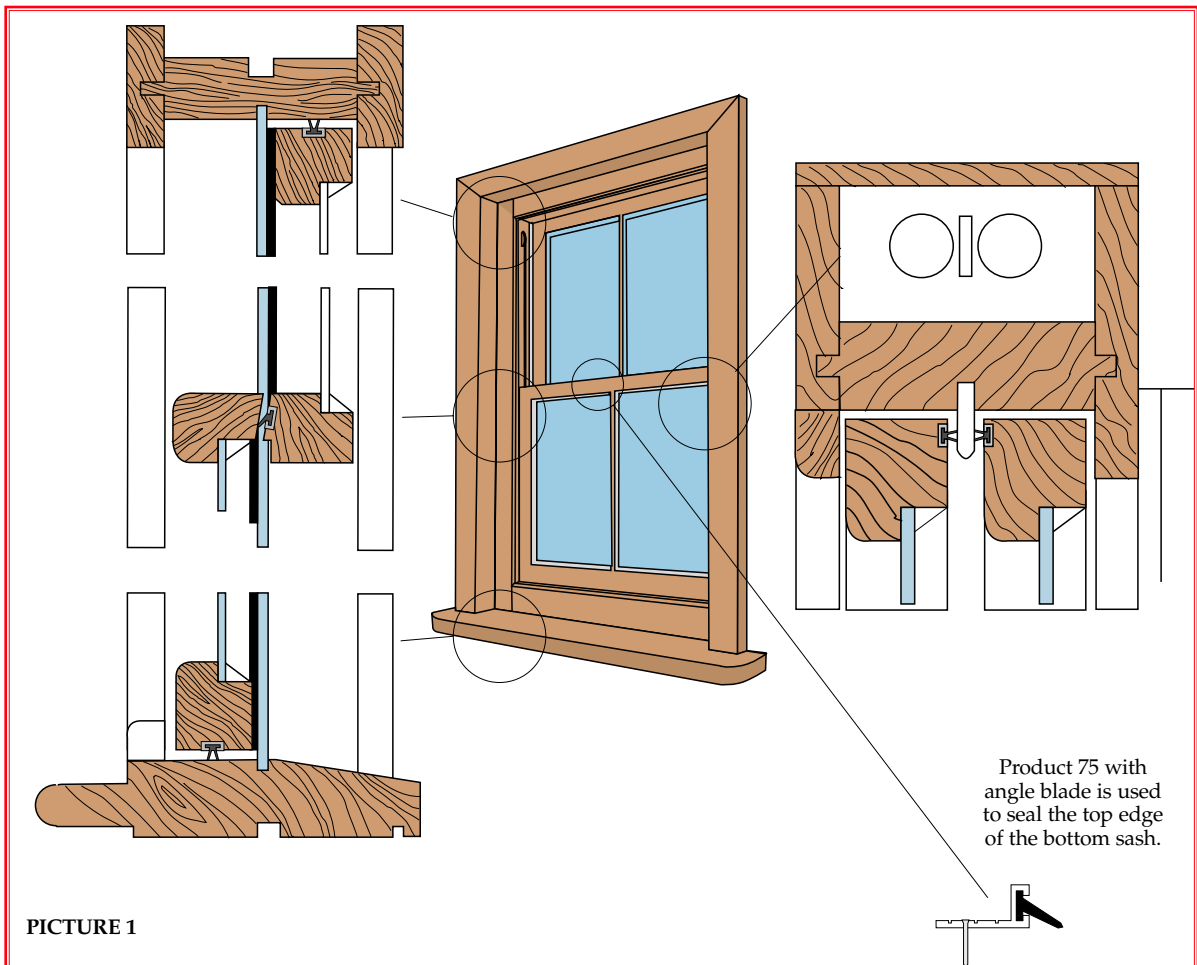 Product 75 with
angle blade is used
to seal the top edge
of the bottom sash.
PICTURE 1